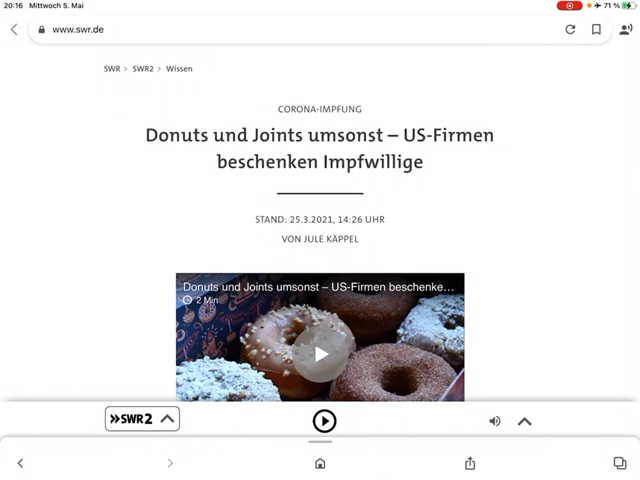 20:16 Mittwoch 5. Mai
71 %
www.swr.de
SWR > SWR2 > Wissen
CORONA-IMPFUNG
Donuts und Joints umsonst – US-Firmen
beschenken Impfwillige
STAND: 25.3.2021, 14:26 UHR
VON JULE KÄPPEL
Donuts und Joints umsonst – US-Firmen beschenke...
2 Min
SWR2